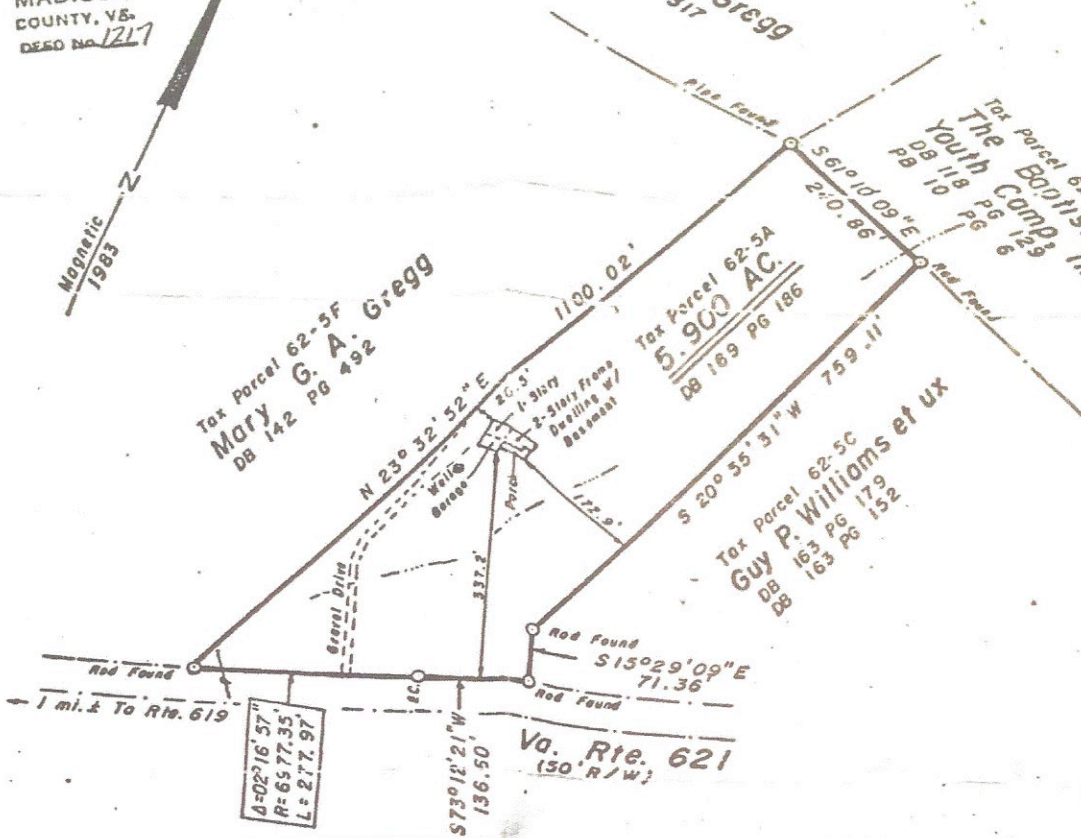 COUNTY, VA.
DEED No. 1217
Magnetic
1983
N
Gregg
317
Pipe Found
S 61° 10' 09" E
240.86'
Tax Parcel
The
Youth Camp,
DB 118 PG 129
PB 10 PG 6
Rod Found
1100.02'
Tax Parcel 62-5A
5.900 AC.
DB 169 PG 186
Tax Parcel 62-5F
Mary G. A. Gregg
DB 142 PG 492
N 23° 32' 52" E
20.5'
1-Story
2-Story Frame
Dwelling W/
Basement
Well
Garage
Porch
759.11'
S 20° 55' 31" W
172.9'
337.2'
Gravel Drive
Tax Parcel 62-5C
Guy P. Williams et ux
DB 163 PG 179
DB 163 PG 152
Rod Found
S 15° 29' 09" E
71.36'
Rod Found
Rod Found
1 mi.± To Rte. 619
Δ=02° 16' 57"
R=6977.35'
L=277.97'
S 73° 12' 21" W
136.50'
Va. Rte. 621
(50' R/W)